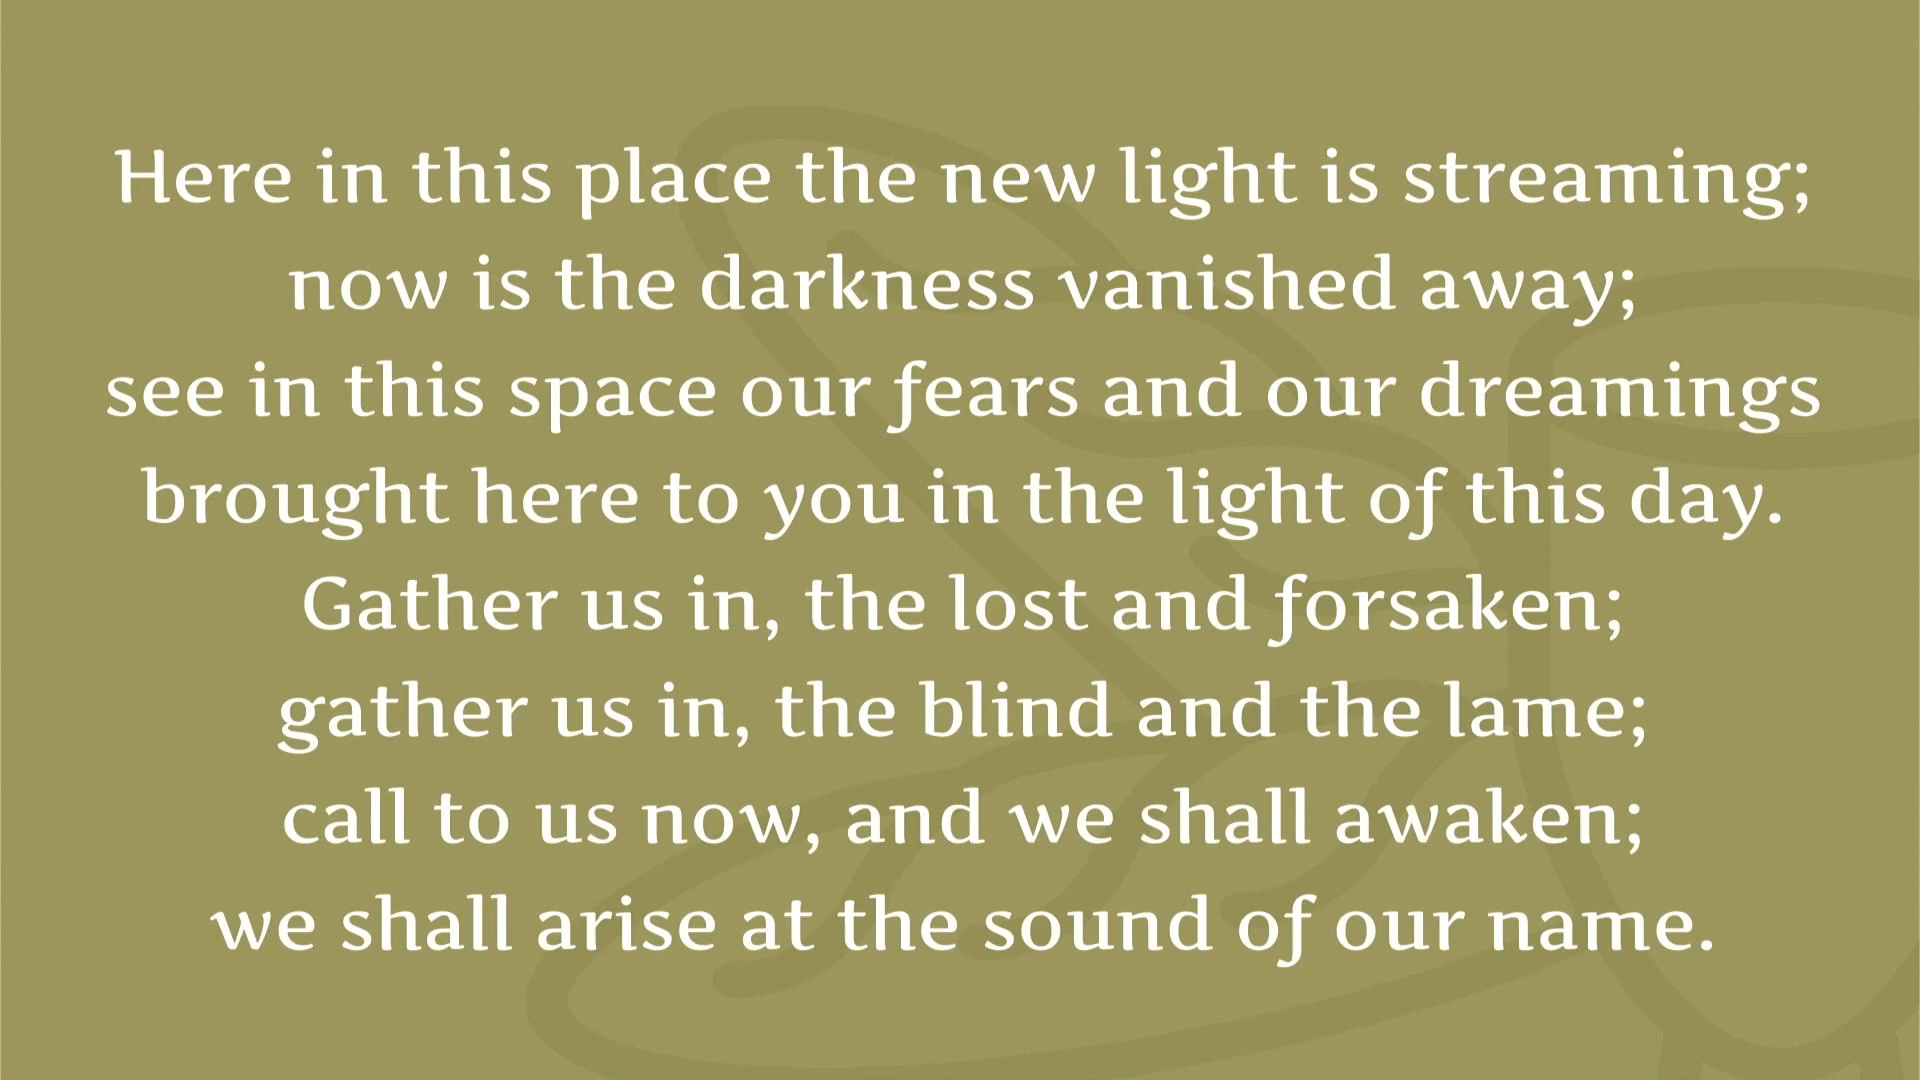 Here in this place the new light is streaming;
now is the darkness vanished away;
see in this space our fears and our dreamings
brought here to you in the light of this day.
Gather us in, the lost and forsaken;
gather us in, the blind and the lame;
call to us now, and we shall awaken;
we shall arise at the sound of our name.